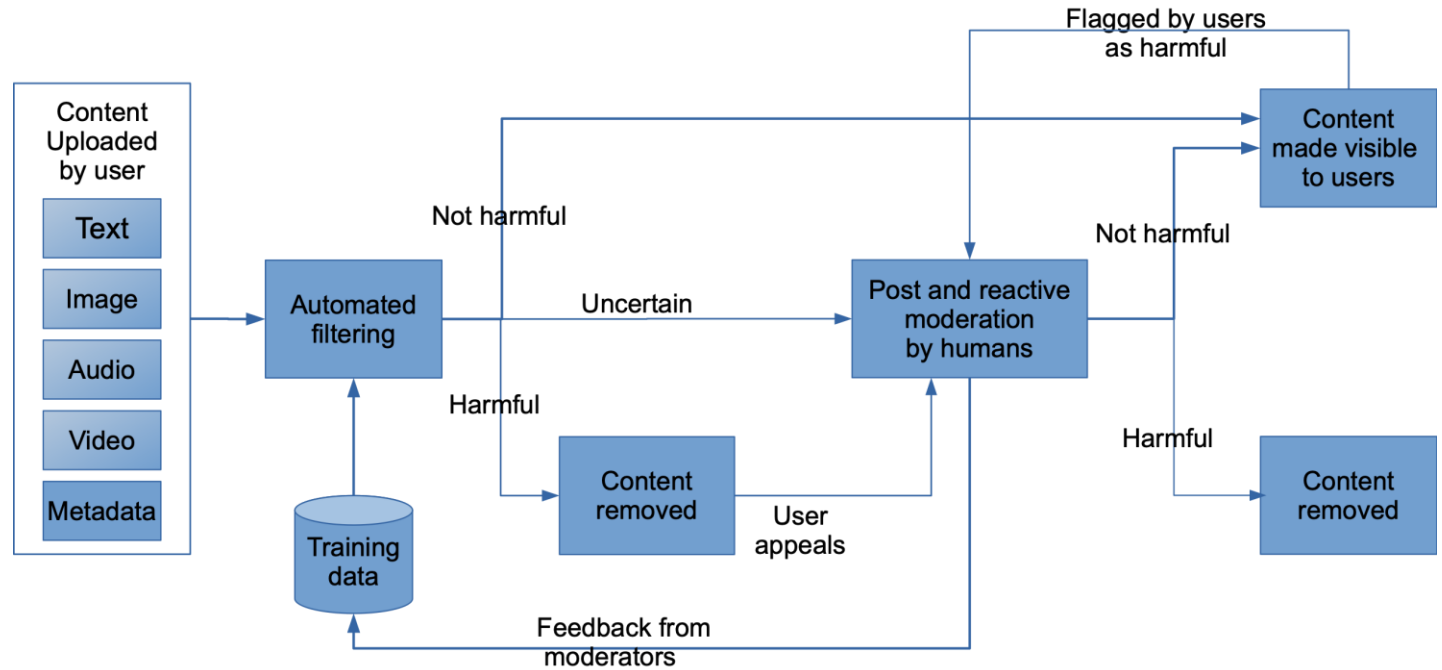 Flagged by users
as harmful
Content
Uploaded
by user
Text
Image
Audio
Video
Metadata
Automated
filtering
Training
data
Not harmful
Uncertain
Harmful
Content
removed
User
appeals
Feedback from
moderators
Post and reactive
moderation
by humans
Not harmful
Harmful
Content
made visible
to users
Content
removed